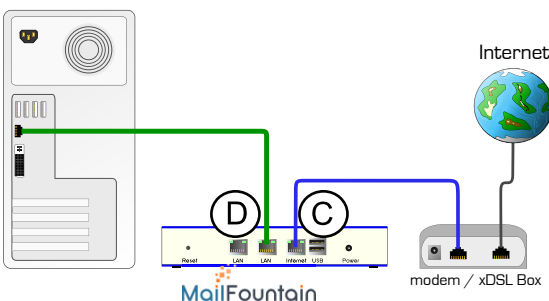 Internet
D
C
Reset
LAN
LAN
Internet
USB
Power
MailFountain
modem / xDSL Box